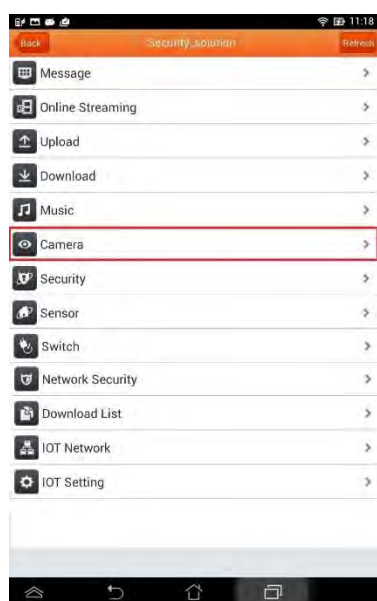 11:18
Back
Security_solution
Refresh
Message
Online Streaming
Upload
Download
Music
Camera
Security
Sensor
Switch
Network Security
Download List
IOT Network
IOT Setting